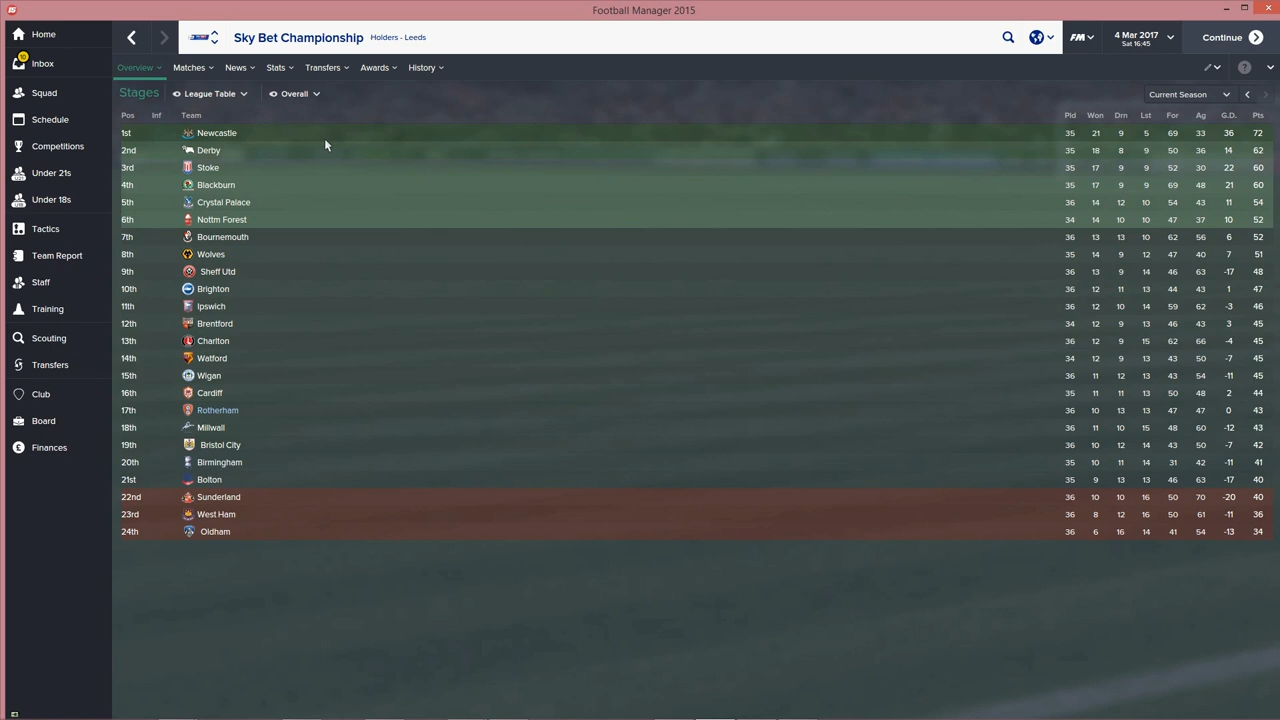 Football Manager 2015
Home
Sky Bet Championship Holders - Leeds FM 4 Mar 2017 Sat 16:45 Continue
10
Inbox Overview Matches News Stats Transfers Awards History ?
Squad Stages League Table Overall Current Season
Schedule Pos Inf Team Pld Won Drn Lst For Ag G.D. Pts
1st Newcastle 35 21 9 5 69 33 36 72
Competitions 2nd Derby 35 18 8 9 50 36 14 62
Under 21s 3rd Stoke 35 17 9 9 52 30 22 60
4th Blackburn 35 17 9 9 69 48 21 60
Under 18s 5th Crystal Palace 36 14 12 10 54 43 11 54
6th Nottm Forest 34 14 10 10 47 37 10 52
Tactics 7th Bournemouth 36 13 13 10 62 56 6 52
Team Report 8th Wolves 35 14 9 12 47 40 7 51
9th Sheff Utd 36 13 9 14 46 63 -17 48
Staff 10th Brighton 36 12 11 13 44 43 1 47
Training 11th Ipswich 36 12 10 14 59 62 -3 46
12th Brentford 34 12 9 13 46 43 3 45
Scouting 13th Charlton 36 12 9 15 62 66 -4 45
Transfers 14th Watford 34 12 9 13 43 50 -7 45
15th Wigan 36 11 12 13 43 54 -11 45
Club 16th Cardiff 35 11 11 13 50 48 2 44
17th Rotherham 36 10 13 13 47 47 0 43
Board 18th Millwall 36 11 10 15 48 60 -12 43
Finances 19th Bristol City 36 10 12 14 43 50 -7 42
20th Birmingham 35 10 11 14 31 42 -11 41
21st Bolton 35 9 13 13 46 63 -17 40
22nd Sunderland 36 10 10 16 50 70 -20 40
23rd West Ham 36 8 12 16 50 61 -11 36
24th Oldham 36 6 16 14 41 54 -13 34